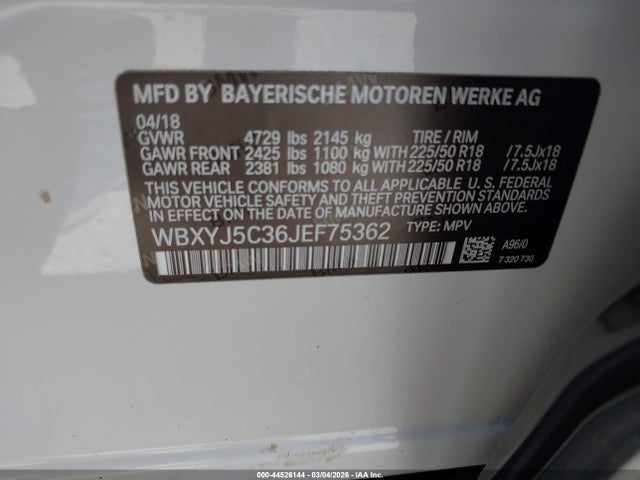 MFD BY BAYERISCHE MOTOREN WERKE AG
04/18
GVWR 4729 lbs 2145 kg TIRE / RIM
GAWR FRONT 2425 lbs 1100 kg WITH 225/50 R18 /7.5Jx18
GAWR REAR 2381 lbs 1080 kg WITH 225/50 R18 /7.5Jx18
THIS VEHICLE CONFORMS TO ALL APPLICABLE U. S. FEDERAL
MOTOR VEHICLE SAFETY, BUMPER, AND THEFT PREVENTION
STANDARDS IN EFFECT ON THE DATE OF MANUFACTURE SHOWN ABOVE.
WBXYJ5C36JEF75362 TYPE: MPV
A96/0
7 320 730
000-44526144 - 03/04/2026 - IAAI.COM